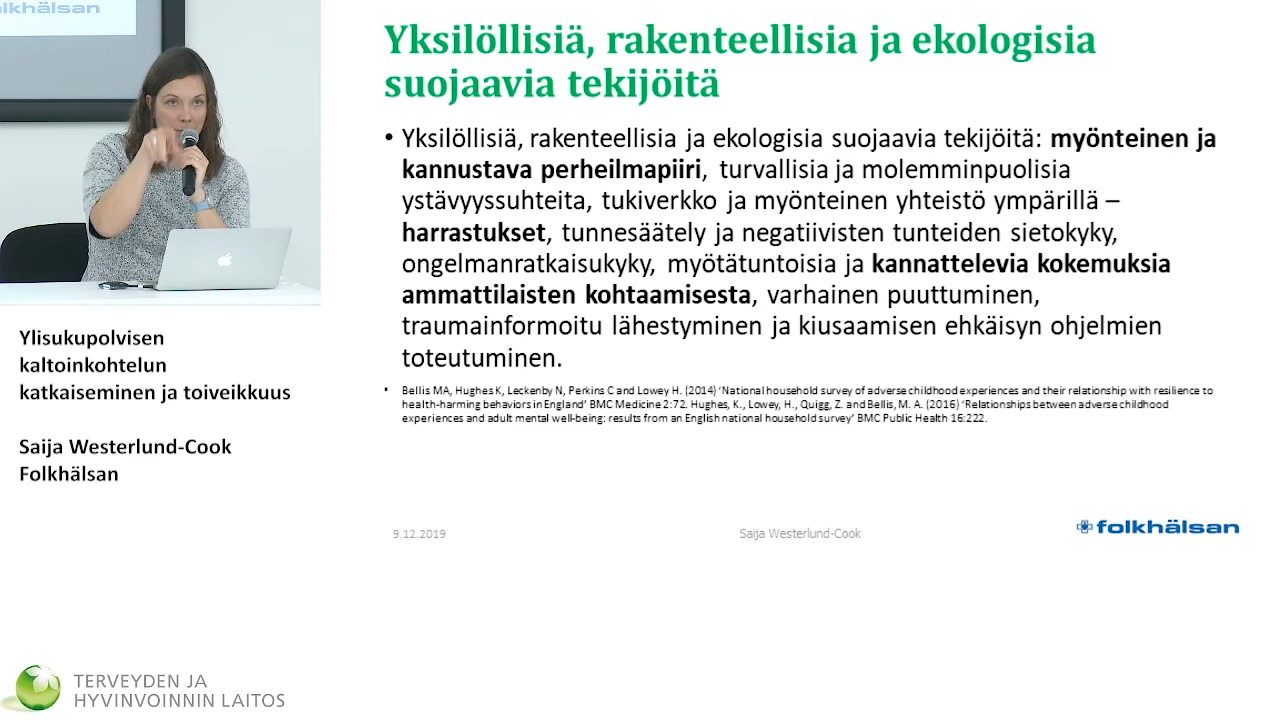 lkhälsan
Yksilöllisiä, rakenteellisia ja ekologisia
suojaavia tekijöitä
• Yksilöllisiä, rakenteellisia ja ekologisia suojaavia tekijöitä: myönteinen ja
kannustava perheilmapiiri, turvallisia ja molemminpuolisia
ystävyyssuhteita, tukiverkko ja myönteinen yhteistö ympärillä –
harrastukset, tunnesäätely ja negatiivisten tunteiden sietokyky,
ongelmanratkaisukyky, myötätuntoisia ja kannattelevia kokemuksia
ammattilaisten kohtaamisesta, varhainen puuttuminen,
traumainformoitu lähestyminen ja kiusaamisen ehkäisyn ohjelmien
toteutuminen.
• Bellis MA, Hughes K, Leckenby N, Perkins C and Lowey H. (2014) ‘National household survey of adverse childhood experiences and their relationship with resilience to
health-harming behaviors in England’ BMC Medicine 2:72. Hughes, K., Lowey, H., Quigg, Z. and Bellis, M. A. (2016) ‘Relationships between adverse childhood
experiences and adult mental well-being: results from an English national household survey’ BMC Public Health 16:222.
9.12.2019
Saija Westerlund-Cook
folkhälsan
Ylisukupolvisen
kaltoinkohtelun
katkaiseminen ja toiveikkuus
Saija Westerlund-Cook
Folkhälsan
TERVEYDEN JA
HYVINVOINNIN LAITOS